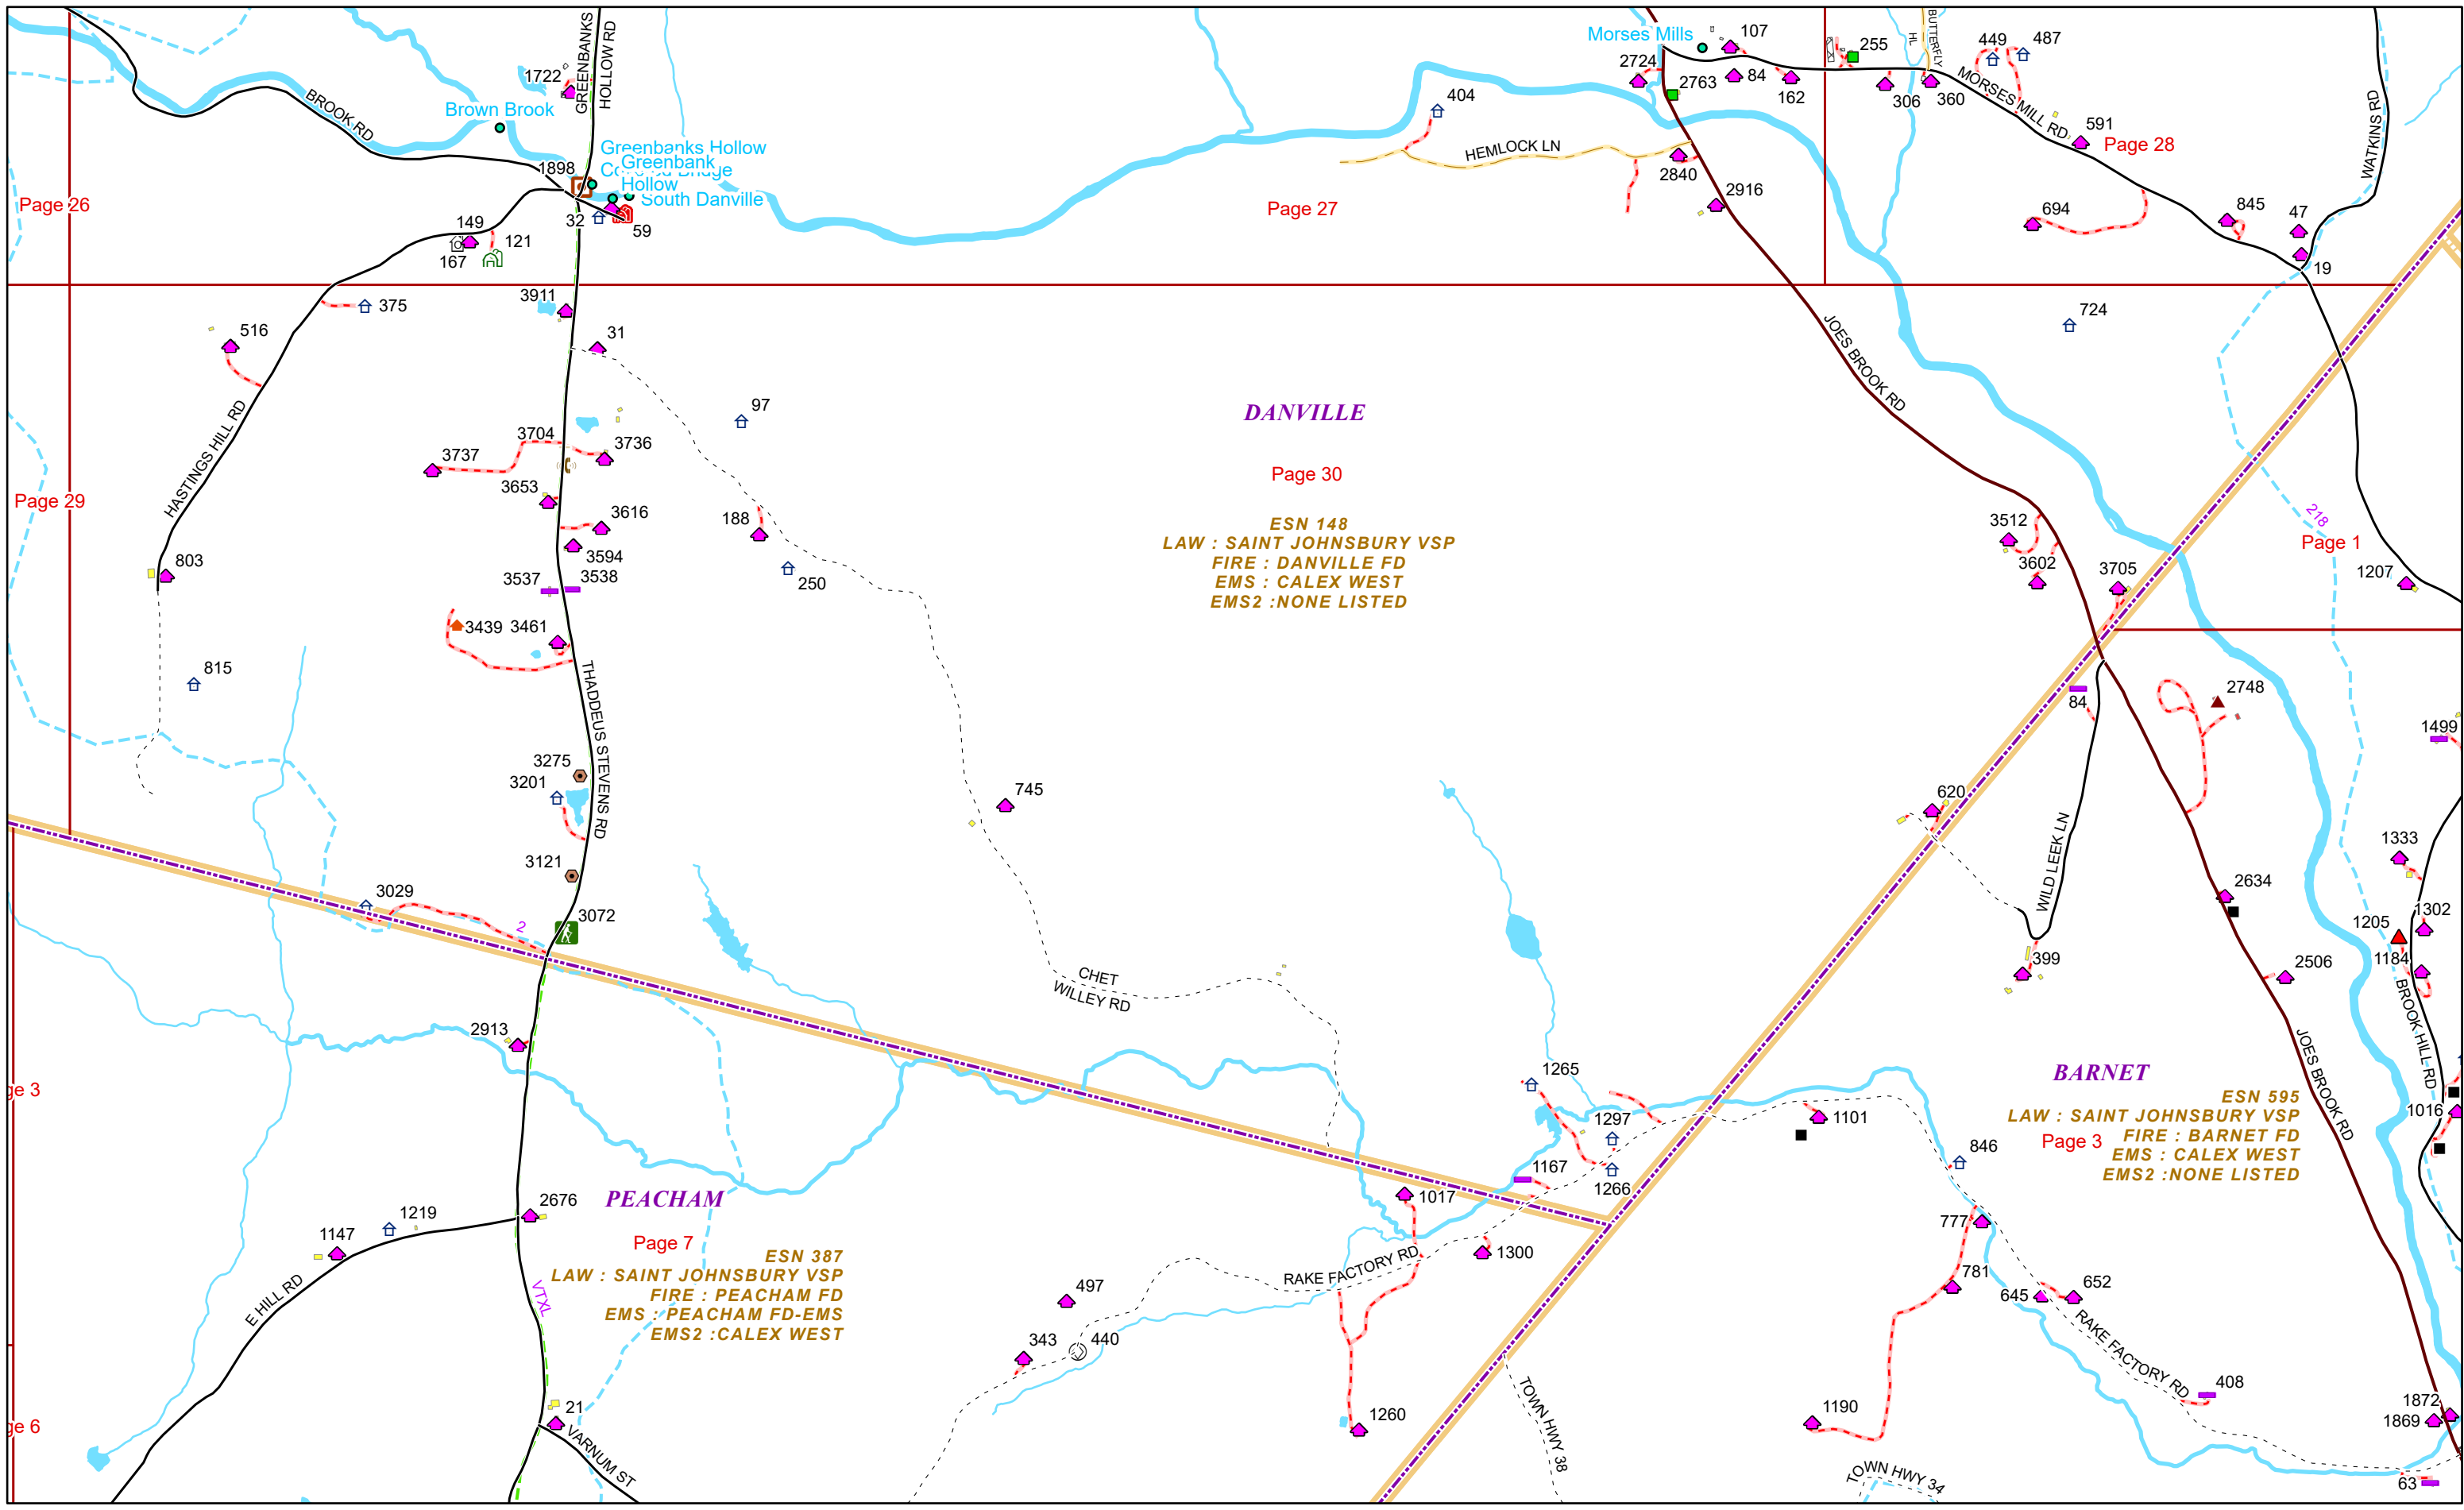 GREENBANKS
HOLLOW RD
1722
BROOK RD
Brown Brook
Greenbanks Hollow
Covered Bridge
Greenbank
Hollow
South Danville
1898
32
59
149
167
121
Page 26
Morses Mills
107
2724
2763
84
162
255
HL
BUTTERFLY
306
360
449
487
MORSES MILL RD
591
Page 28
WATKINS RD
404
HEMLOCK LN
2840
2916
Page 27
694
845
47
19
375
516
3911
31
724
JOES BROOK RD
HASTINGS HILL RD
97
DANVILLE
3704
3736
3737
Page 30
Page 29
3653
3616
188
3594
ESN 148
LAW : SAINT JOHNSBURY VSP
FIRE : DANVILLE FD
EMS : CALEX WEST
EMS2 :NONE LISTED
218
Page 1
3512
3602
3705
1207
803
3537
3538
250
3439
3461
815
THADDEUS STEVENS RD
84
2748
1499
3275
3201
745
620
WILD LEEK LN
1333
3121
3029
2
3072
2634
1302
1205
1184
399
2506
CHET
WILLEY RD
BROOK HILL RD
2913
JOES BROOK RD
ge 3
1265
1297
1266
1167
1101
BARNET
ESN 595
LAW : SAINT JOHNSBURY VSP
Page 3
FIRE : BARNET FD
EMS : CALEX WEST
EMS2 :NONE LISTED
1016
846
PEACHAM
2676
1219
1147
Page 7
ESN 387
LAW : SAINT JOHNSBURY VSP
FIRE : PEACHAM FD
EMS : PEACHAM FD-EMS
EMS2 :CALEX WEST
VTXL
E HILL RD
1017
1300
RAKE FACTORY RD
777
781
645
652
RAKE FACTORY RD
497
343
440
408
ge 6
21
VARNUM ST
1260
TOWN HWY 38
1190
TOWN HWY 34
1872
1869
63